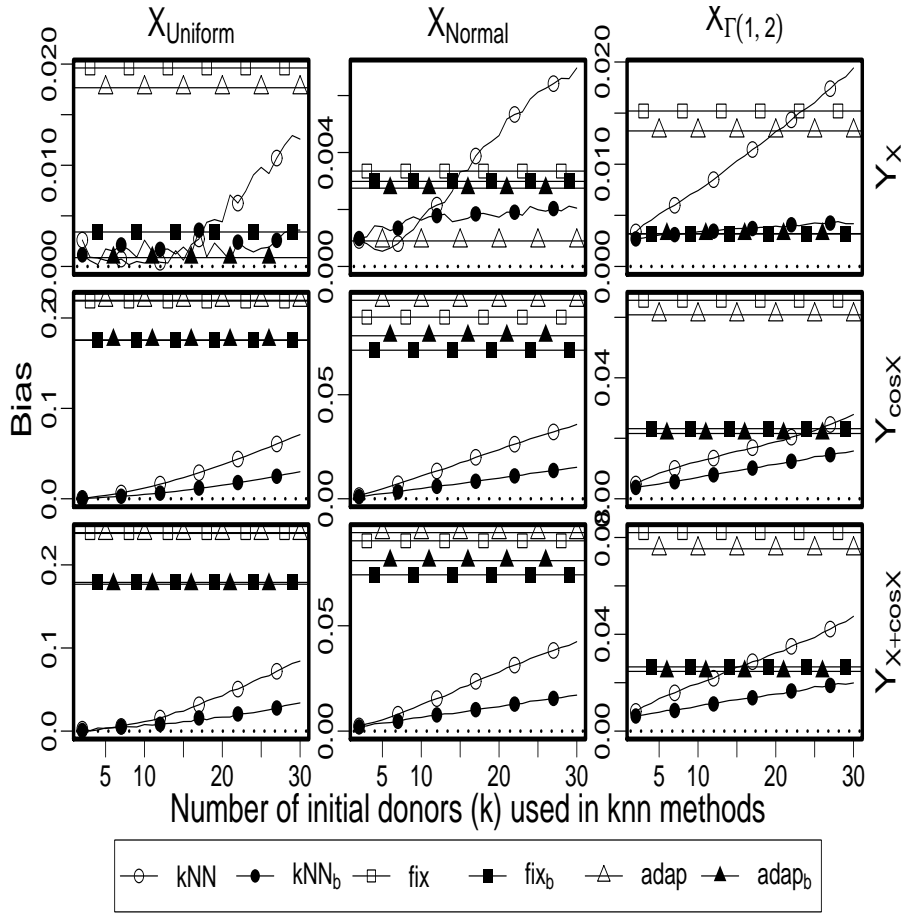 X_Uniform X_Normal X_Γ(1, 2)
0.000 0.010 0.020
0.000 0.004
0.000 0.010 0.020
Y_X
0.0 0.1 0.2
0.05
0.00 0.04
Y_cosX
0.0 0.1 0.2
0.00 0.05
0.00 0.04 0.08
Y_X+cosX
Bias
5 10 20 30 5 10 20 30 5 10 20 30
Number of initial donors (k) used in knn methods
kNN kNN_b fix fix_b adap adap_b